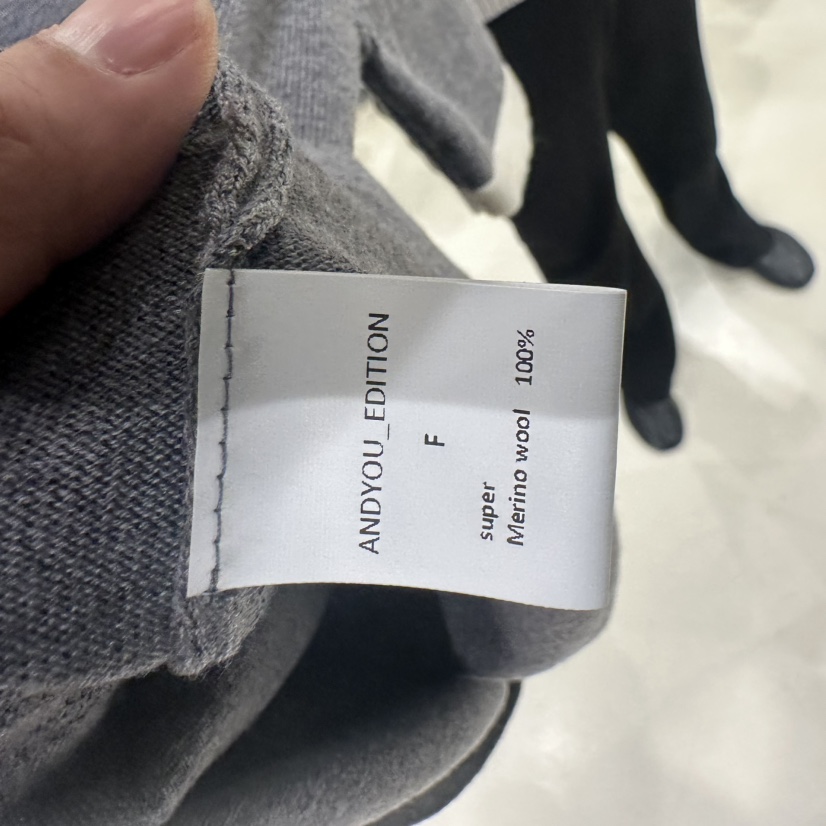 ANDYOU_EDITION
F
super
Merino wool 100%